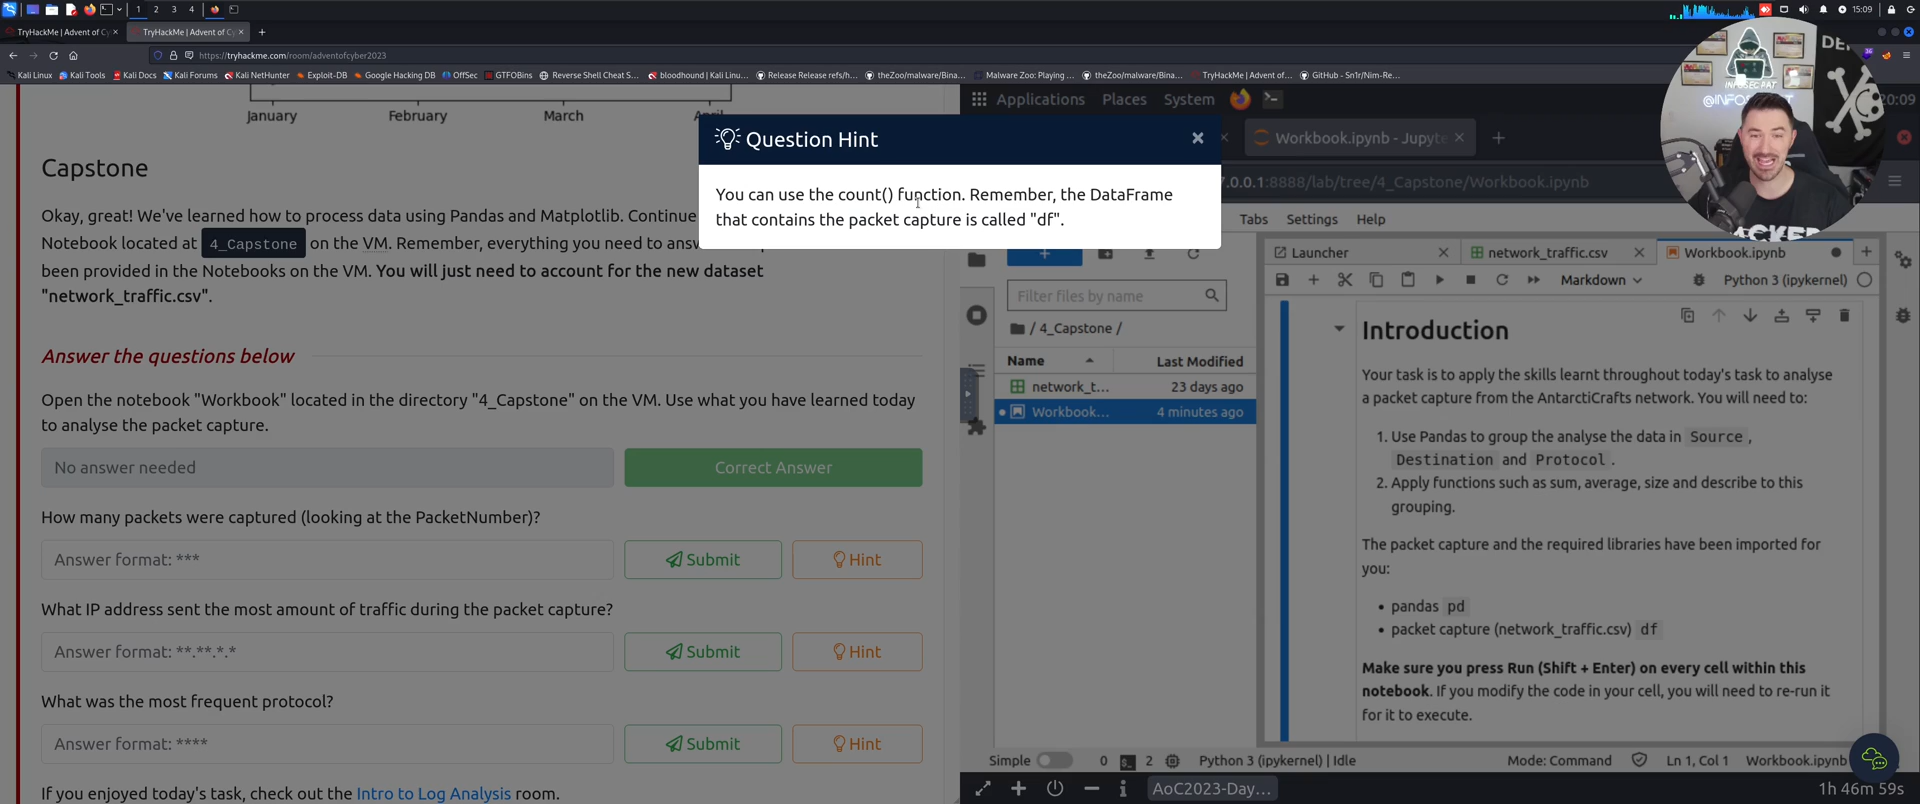 1 2 3 4
15:09
TryHackMe | Advent of Cy
TryHackMe | Advent of C
https://tryhackme.com/room/adventofcyber2023
Kali Linux Kali Tools Kali Docs Kali Forums Kali NetHunter Exploit-DB Google Hacking DB OffSec GTFOBins Reverse Shell Cheat S... bloodhound | Kali Linu... Release Release refs/h... theZoo/malware/Bina... Malware Zoo: Playing ... theZoo/malware/Bina... TryHackMe | Advent of... GitHub - Sn1r/Nim-Re...
January February March April
Capstone
Okay, great! We've learned how to process data using Pandas and Matplotlib. Continue
Notebook located at 4_Capstone on the VM. Remember, everything you need to answ
been provided in the Notebooks on the VM. You will just need to account for the new dataset
"network_traffic.csv".
Answer the questions below
Open the notebook "Workbook" located in the directory "4_Capstone" on the VM. Use what you have learned today
to analyse the packet capture.
No answer needed
Correct Answer
How many packets were captured (looking at the PacketNumber)?
Answer format: ***
Submit
Hint
What IP address sent the most amount of traffic during the packet capture?
Answer format: **.**.*.*
Submit
Hint
What was the most frequent protocol?
Answer format: ****
Submit
Hint
If you enjoyed today's task, check out the Intro to Log Analysis room.
Question Hint
You can use the count() function. Remember, the DataFrame
that contains the packet capture is called "df".
Applications Places System
20:09
Workbook.ipynb - Jupyte
7.0.0.1:8888/lab/tree/4_Capstone/Workbook.ipynb
Tabs Settings Help
Filter files by name
/ 4_Capstone /
Name Last Modified
network_t... 23 days ago
Workbook... 4 minutes ago
Launcher network_traffic.csv Workbook.ipynb
Markdown Python 3 (ipykernel)
Introduction
Your task is to apply the skills learnt throughout today's task to analyse
a packet capture from the AntarctiCrafts network. You will need to:
1. Use Pandas to group the analyse the data in Source ,
Destination and Protocol .
2. Apply functions such as sum, average, size and describe to this
grouping.
The packet capture and the required libraries have been imported for
you:
• pandas pd
• packet capture (network_traffic.csv) df
Make sure you press Run (Shift + Enter) on every cell within this
notebook. If you modify the code in your cell, you will need to re-run it
for it to execute.
Simple 0 2 Python 3 (ipykernel) | Idle Mode: Command Ln 1, Col 1 Workbook.ipynb
AoC2023-Day...
1h 46m 59s
INFOSEC PAT
@INFOS
DE